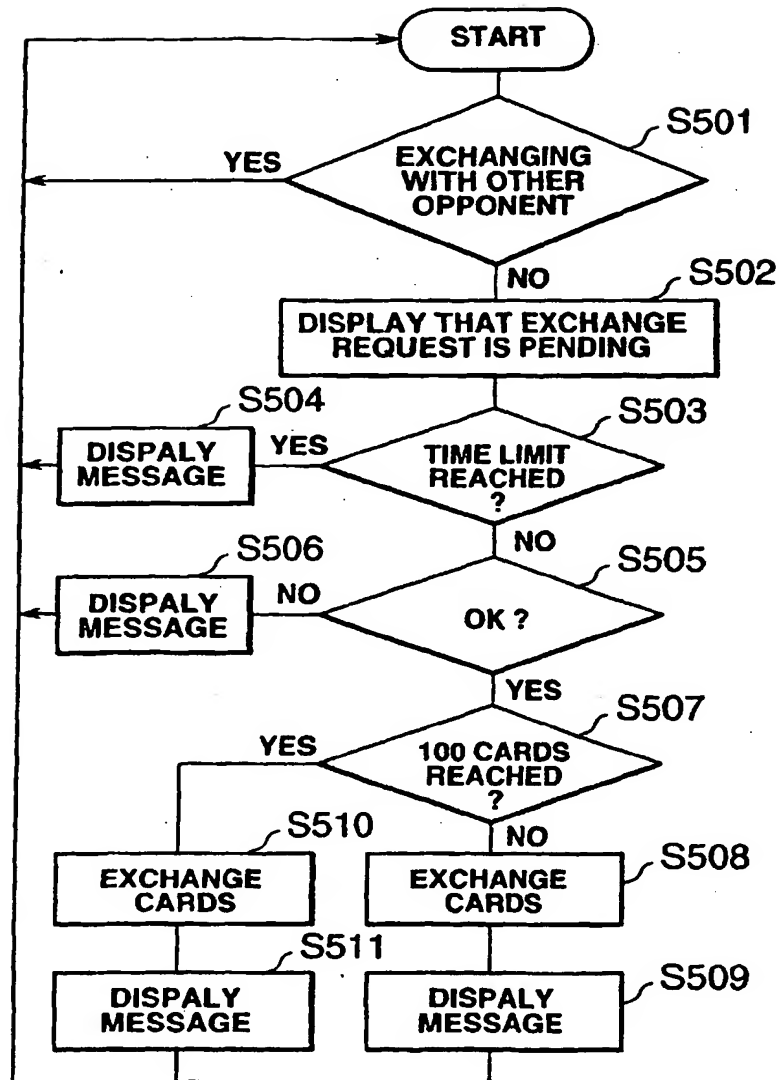 START
S501
YES
EXCHANGING
WITH OTHER
OPPONENT
NO
S502
DISPLAY THAT EXCHANGE
REQUEST IS PENDING
S504
S503
DISPALY
MESSAGE
YES
TIME LIMIT
REACHED
?
NO
S506
S505
DISPALY
MESSAGE
NO
OK ?
YES
S507
YES
100 CARDS
REACHED
?
S510
NO
S508
EXCHANGE
CARDS
EXCHANGE
CARDS
S511
S509
DISPALY
MESSAGE
DISPALY
MESSAGE